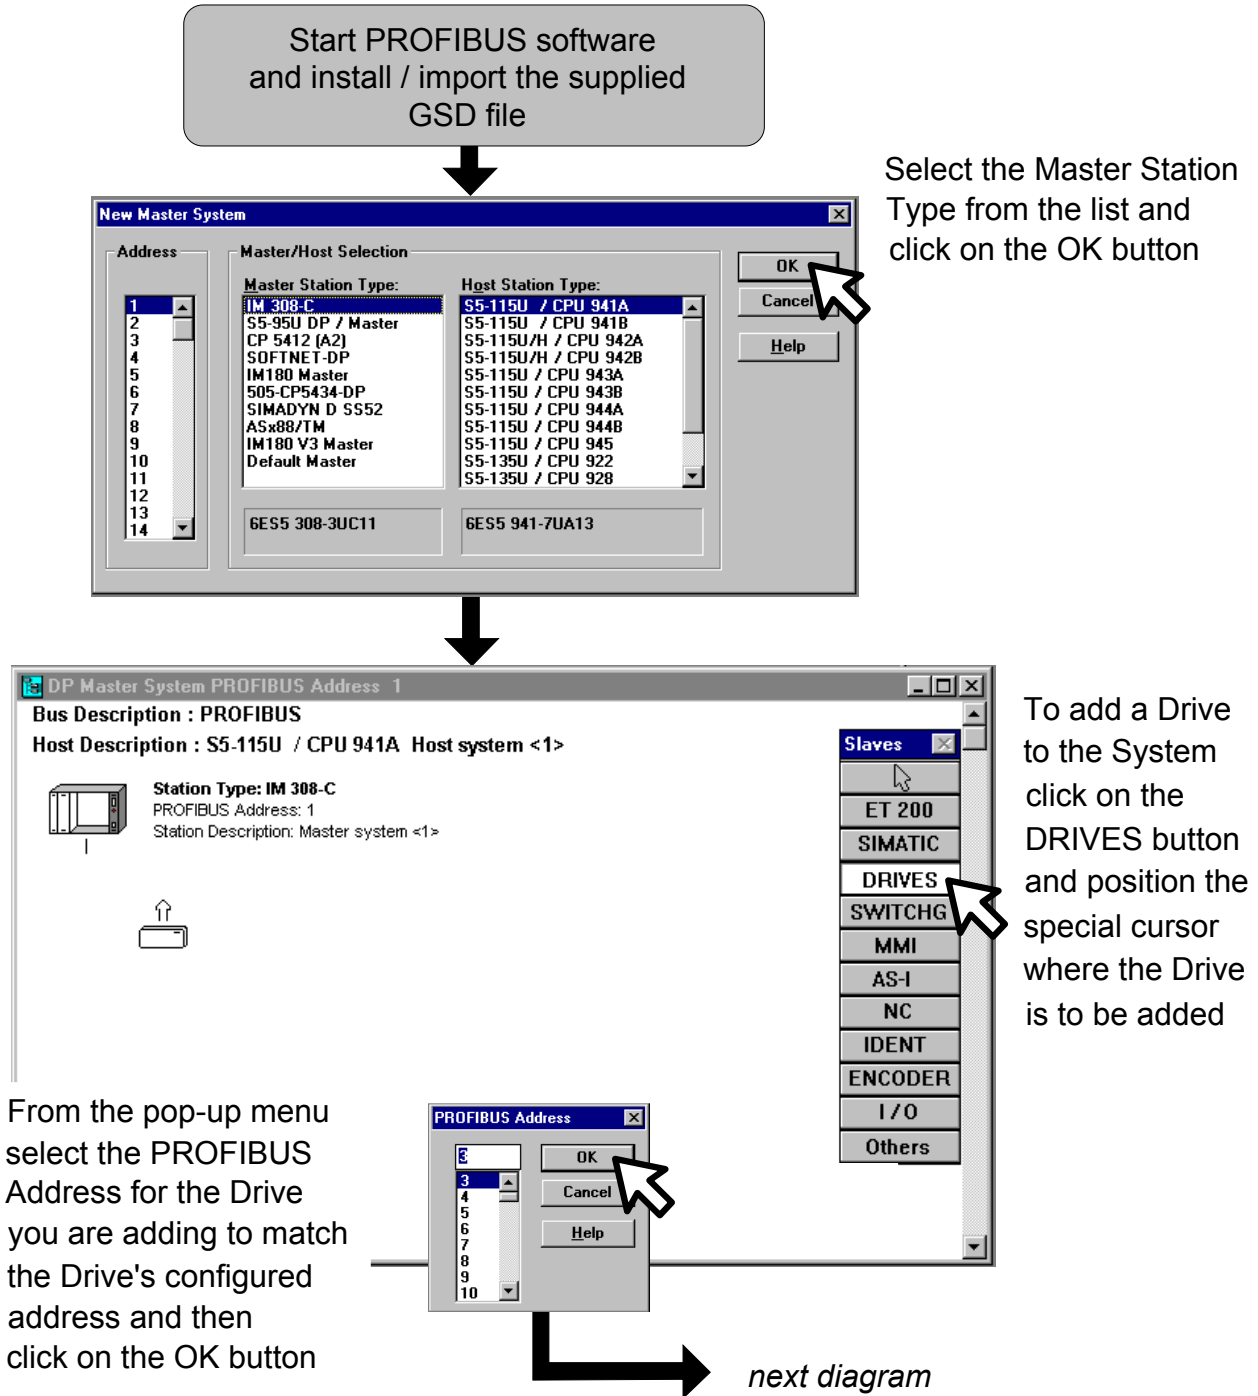 Start PROFIBUS software
and install / import the supplied
GSD file
Select the Master Station
Type from the list and
click on the OK button
New Master System
Address
1
2
3
4
5
6
7
8
9
10
11
12
13
14
Master/Host Selection
Master Station Type:
IM 308-C
S5-95U DP / Master
CP 5412 (A2)
SOFTNET-DP
IM180 Master
505-CP5434-DP
SIMADYN D SS52
ASx88/TM
IM180 V3 Master
Default Master
6ES5 308-3UC11
Host Station Type:
S5-115U / CPU 941A
S5-115U / CPU 941B
S5-115U/H / CPU 942A
S5-115U/H / CPU 942B
S5-115U / CPU 943A
S5-115U / CPU 943B
S5-115U / CPU 944A
S5-115U / CPU 944B
S5-115U / CPU 945
S5-135U / CPU 922
S5-135U / CPU 928
6ES5 941-7UA13
OK
Cancel
Help
DP Master System PROFIBUS Address 1
Bus Description : PROFIBUS
Host Description : S5-115U / CPU 941A Host system <1>
Station Type: IM 308-C
PROFIBUS Address: 1
Station Description: Master system <1>
Slaves
ET 200
SIMATIC
DRIVES
SWITCHG
MMI
AS-I
NC
IDENT
ENCODER
I / O
Others
To add a Drive
to the System
click on the
DRIVES button
and position the
special cursor
where the Drive
is to be added
From the pop-up menu
select the PROFIBUS
Address for the Drive
you are adding to match
the Drive's configured
address and then
click on the OK button
PROFIBUS Address
3
3
4
5
6
7
8
9
10
OK
Cancel
Help
next diagram